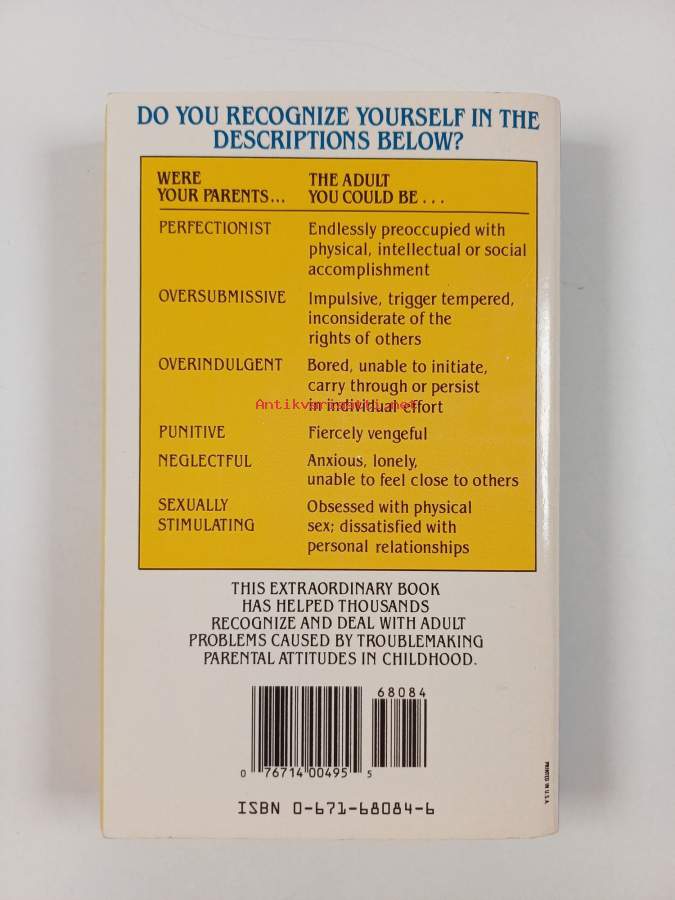 DO YOU RECOGNIZE YOURSELF IN THE
DESCRIPTIONS BELOW?
WERE
YOUR PARENTS...
THE ADULT
YOU COULD BE...
PERFECTIONIST
Endlessly preoccupied with
physical, intellectual or social
accomplishment
OVERSUBMISSIVE
Impulsive, trigger tempered,
inconsiderate of the
rights of others
OVERINDULGENT
Bored, unable to initiate,
carry through or persist
in individual effort
Antikvariaatti.net
PUNITIVE
Fiercely vengeful
NEGLECTFUL
Anxious, lonely,
unable to feel close to others
SEXUALLY
STIMULATING
Obsessed with physical
sex; dissatisfied with
personal relationships
THIS EXTRAORDINARY BOOK
HAS HELPED THOUSANDS
RECOGNIZE AND DEAL WITH ADULT
PROBLEMS CAUSED BY TROUBLEMAKING
PARENTAL ATTITUDES IN CHILDHOOD.
68084
0 76714 00495 5
ISBN 0-671-68084-6
PRINTED IN U.S.A.